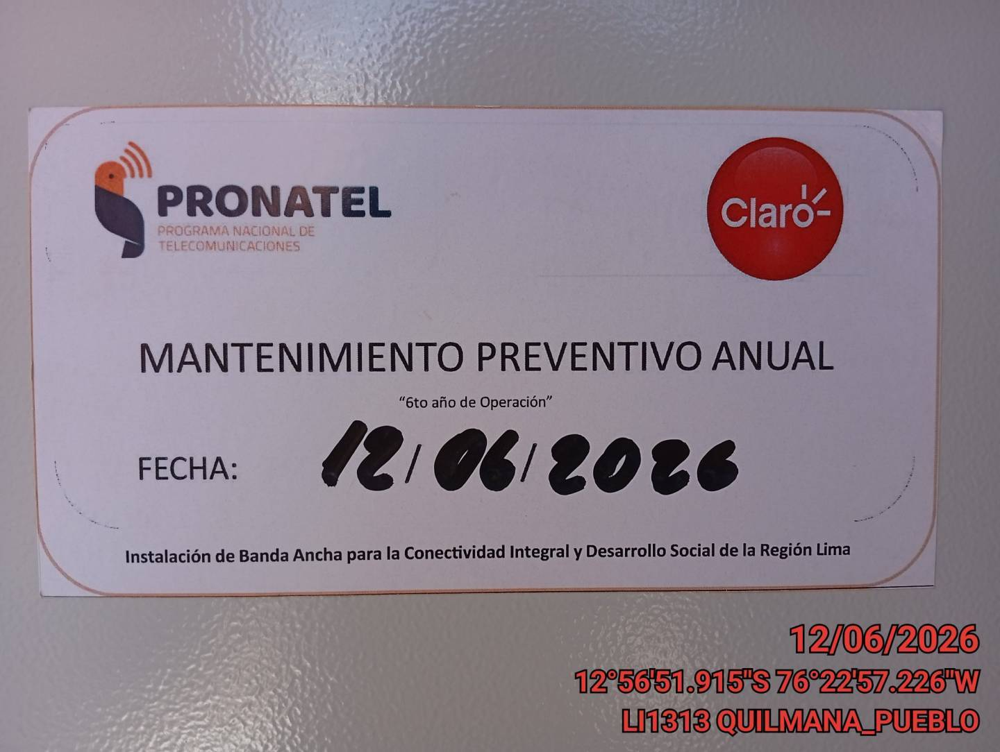 PRONATEL
PROGRAMA NACIONAL DE
TELECOMUNICACIONES
Claro
MANTENIMIENTO PREVENTIVO ANUAL
“6to año de Operación”
FECHA: 12/06/2026
Instalación de Banda Ancha para la Conectividad Integral y Desarrollo Social de la Región Lima
12/06/2026
12°56'51.915"S 76°22'57.226"W
LI1313 QUILMANA_PUEBLO